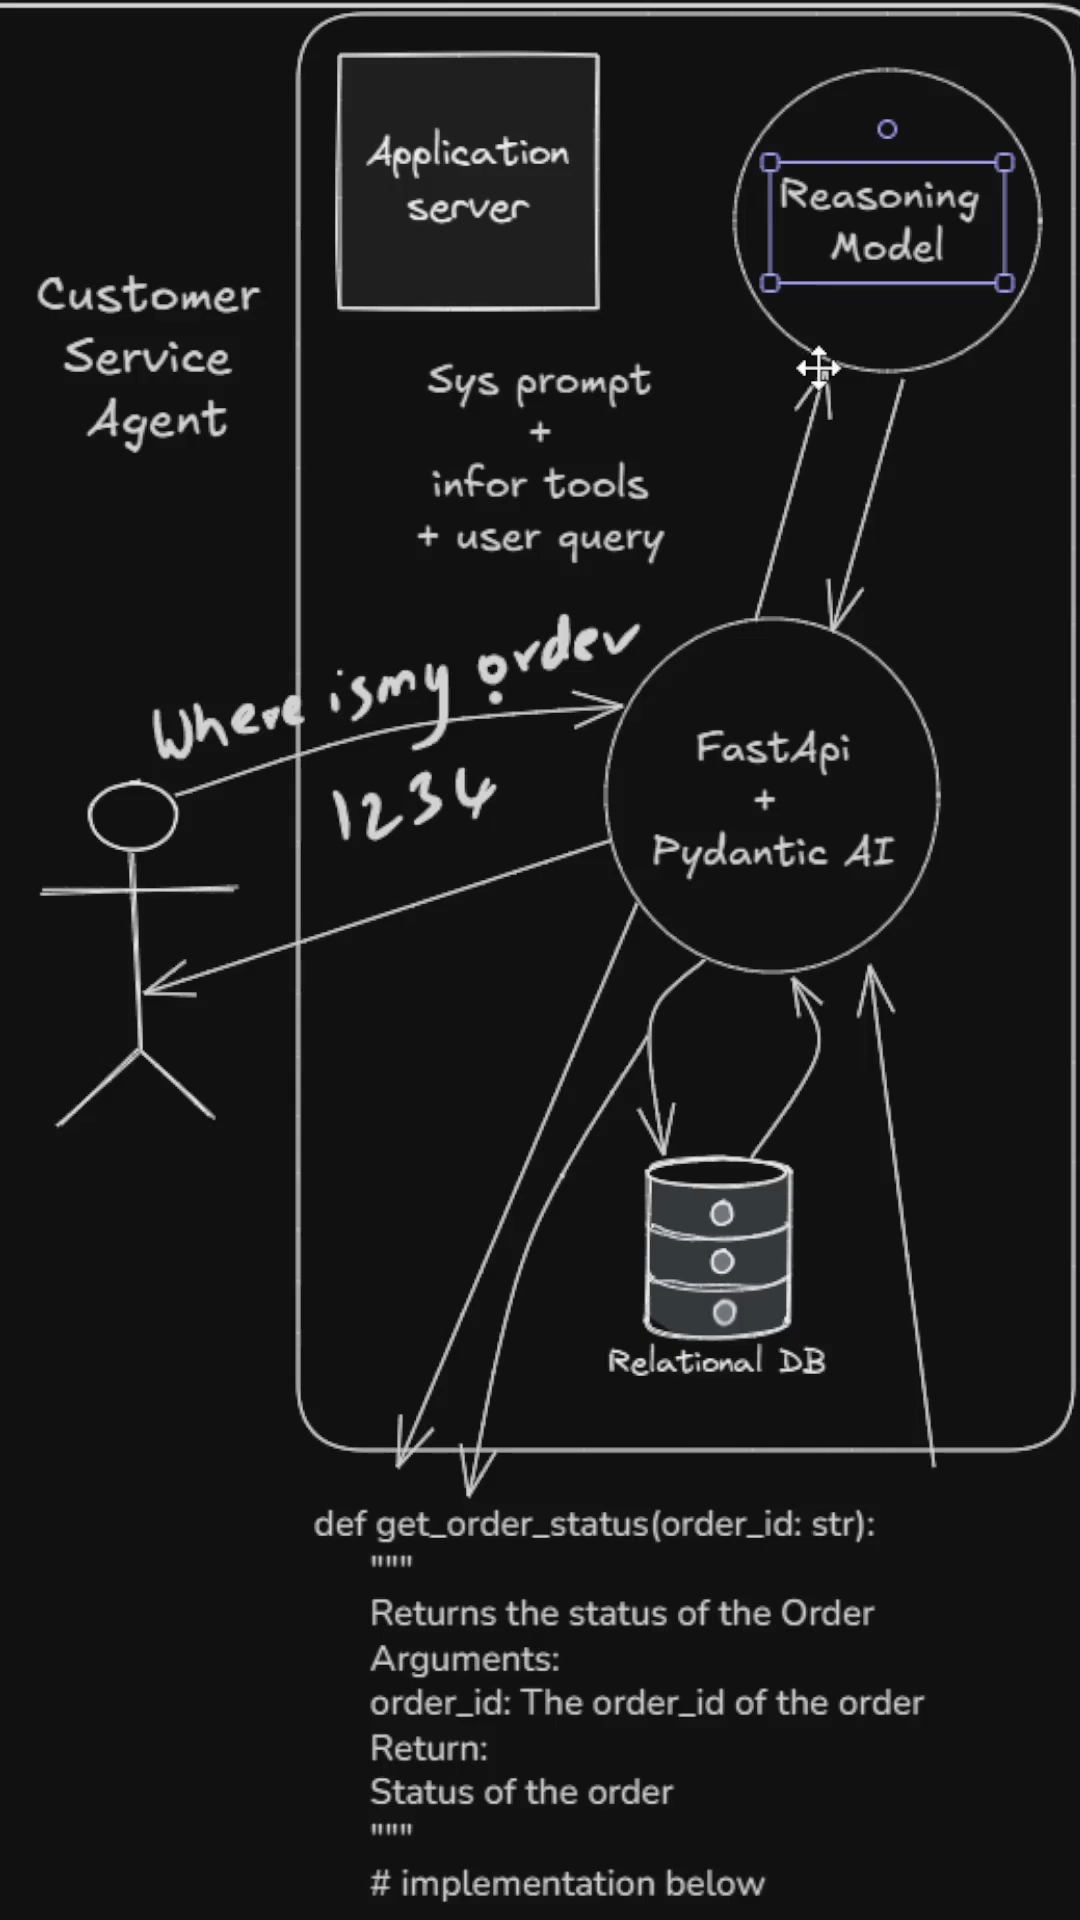 Application
server
Reasoning
Model
Customer
Service
Agent
Sys prompt
+
infor tools
+ user query
Where is my order
1234
FastApi
+
Pydantic AI
Relational DB
def get_order_status(order_id: str):
"""
Returns the status of the Order
Arguments:
order_id: The order_id of the order
Return:
Status of the order
"""
# implementation below